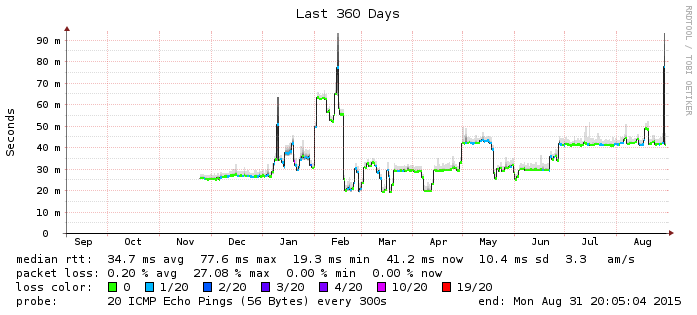 Last 360 Days
RRDTOOL / TOBI OETIKER
Seconds
90 m
80 m
70 m
60 m
50 m
40 m
30 m
20 m
10 m
0
Sep Oct Nov Dec Jan Feb Mar Apr May Jun Jul Aug
median rtt: 34.7 ms avg 77.6 ms max 19.3 ms min 41.2 ms now 10.4 ms sd 3.3 am/s
packet loss: 0.20 % avg 27.08 % max 0.00 % min 0.00 % now
loss color: 0 1/20 2/20 3/20 4/20 10/20 19/20
probe: 20 ICMP Echo Pings (56 Bytes) every 300s end: Mon Aug 31 20:05:04 2015